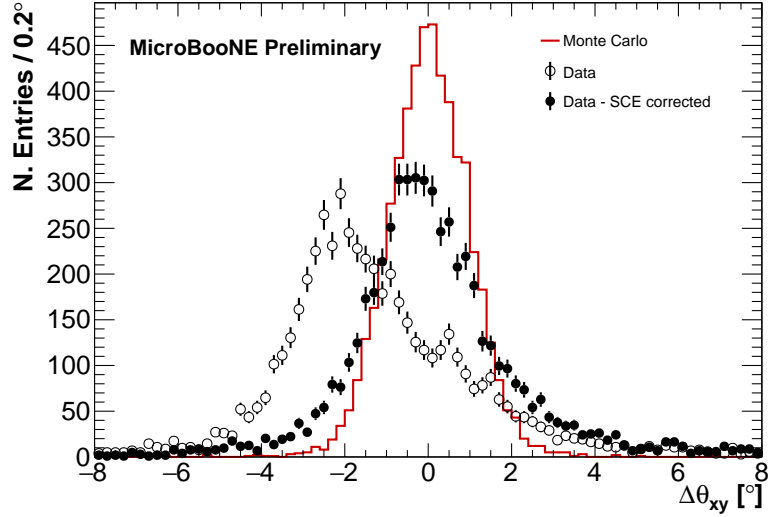 MicroBooNE Preliminary
Monte Carlo
Data
Data - SCE corrected
N. Entries / 0.2°
450
400
350
300
250
200
150
100
50
0
−8 −6 −4 −2 0 2 4 6 8
Δθxy [°]